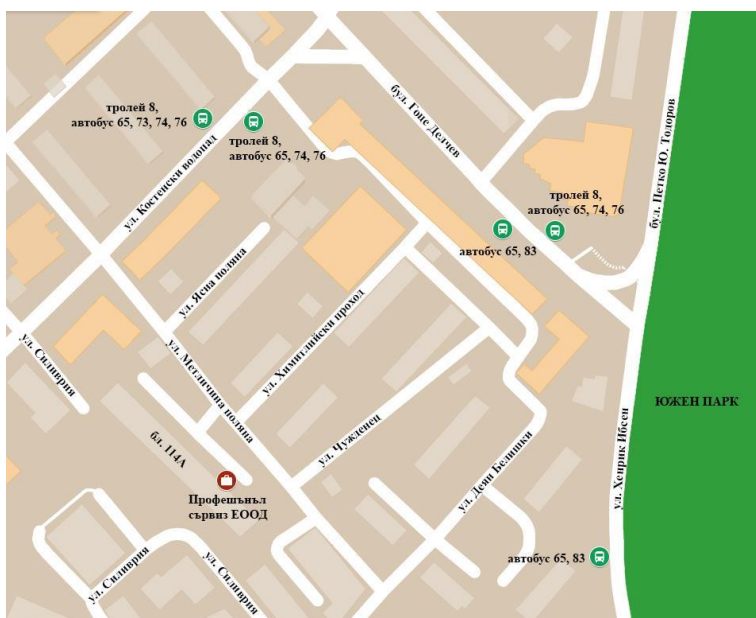 тролей 8,
автобус 65, 73, 74, 76
тролей 8,
автобус 65, 74, 76
бул. Гоце Делчев
бул. Петко Ю. Тодоров
ул. Костенски водопад
тролей 8,
автобус 65, 74, 76
автобус 65, 83
ул. Ясна поляна
ул. Химитлийски проход
ул. Силиврия
ул. Метличина поляна
ЮЖЕН ПАРК
бл. 114А
ул. Чужденец
ул. Деян Белишки
ул. Хенрик Ибсен
Профешънъл
сървиз ЕООД
автобус 65, 83
ул. Силиврия
ул. Силиврия